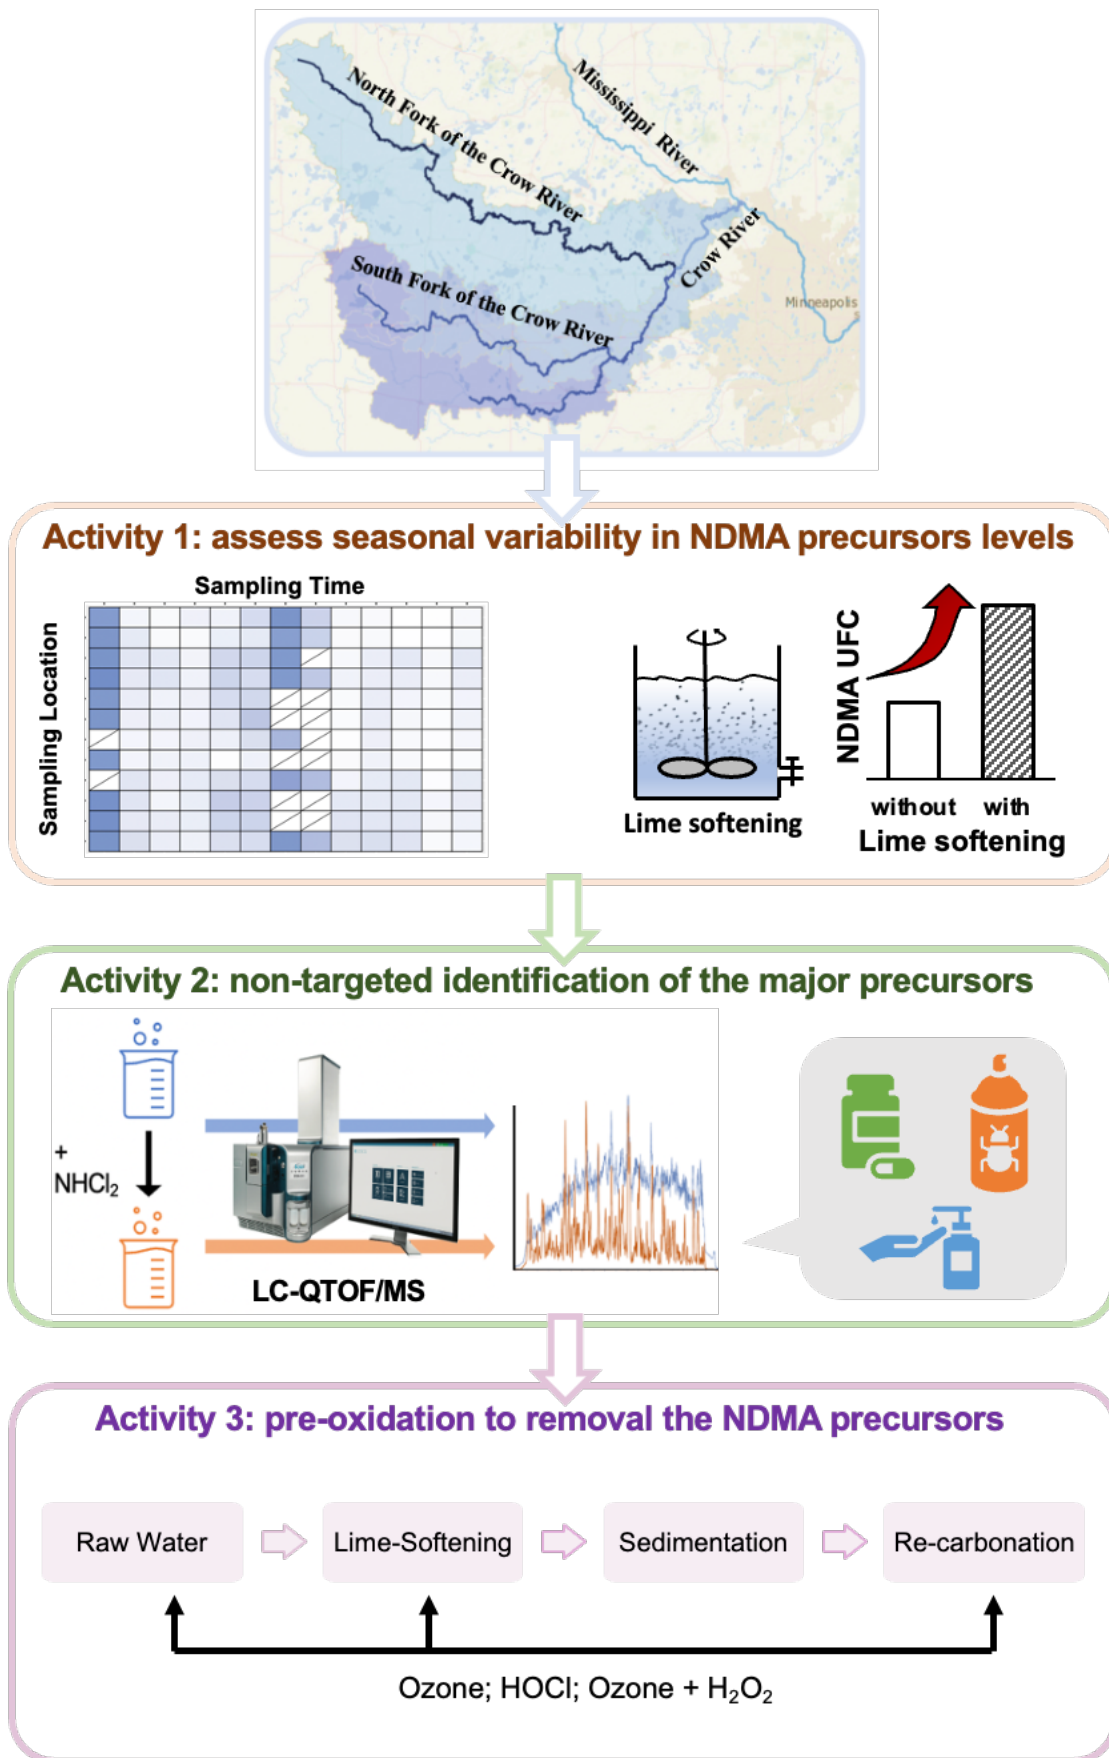 North Fork of the Crow River
Mississippi River
Crow River
South Fork of the Crow River
Minneapolis
Activity 1: assess seasonal variability in NDMA precursors levels
Sampling Time
Sampling Location
Lime softening
NDMA UFC
without with
Lime softening
Activity 2: non-targeted identification of the major precursors
+
NHCl₂
LC-QTOF/MS
Activity 3: pre-oxidation to removal the NDMA precursors
Raw Water
Lime-Softening
Sedimentation
Re-carbonation
Ozone; HOCl; Ozone + H₂O₂